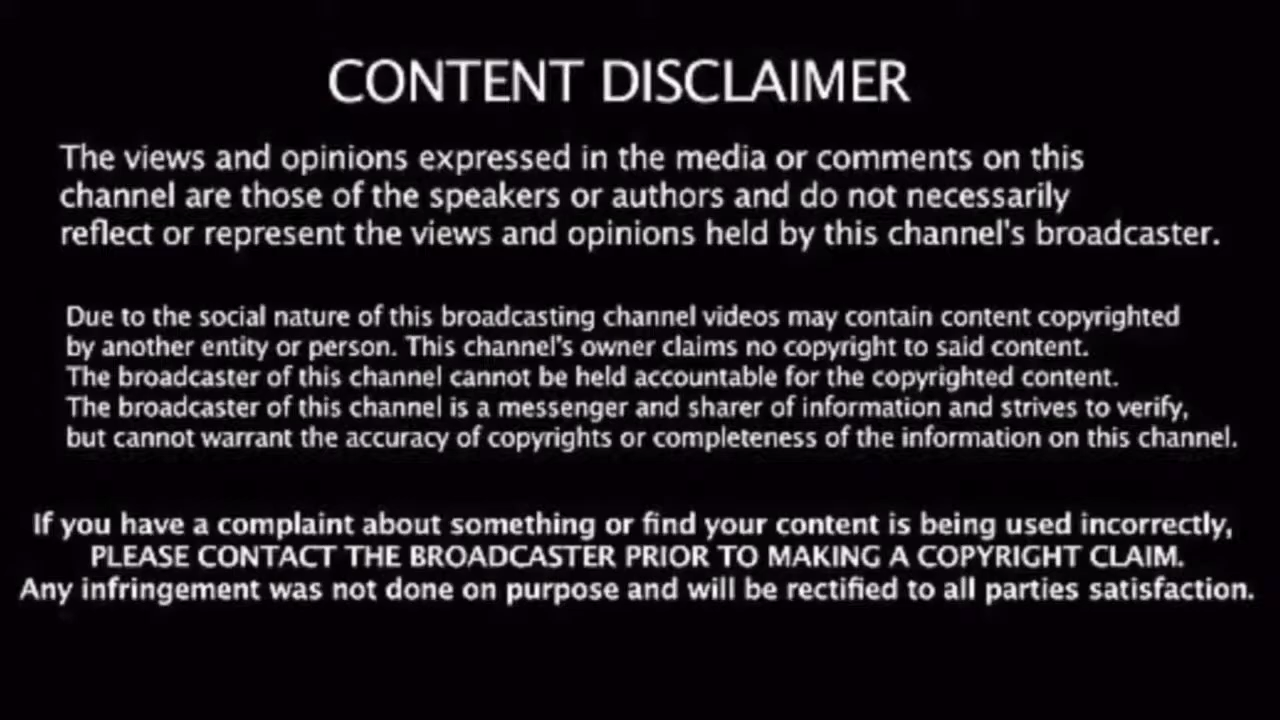 CONTENT DISCLAIMER
The views and opinions expressed in the media or comments on this
channel are those of the speakers or authors and do not necessarily
reflect or represent the views and opinions held by this channel's broadcaster.
Due to the social nature of this broadcasting channel videos may contain content copyrighted
by another entity or person. This channel's owner claims no copyright to said content.
The broadcaster of this channel cannot be held accountable for the copyrighted content.
The broadcaster of this channel is a messenger and sharer of information and strives to verify,
but cannot warrant the accuracy of copyrights or completeness of the information on this channel.
If you have a complaint about something or find your content is being used incorrectly,
PLEASE CONTACT THE BROADCASTER PRIOR TO MAKING A COPYRIGHT CLAIM.
Any infringement was not done on purpose and will be rectified to all parties satisfaction.